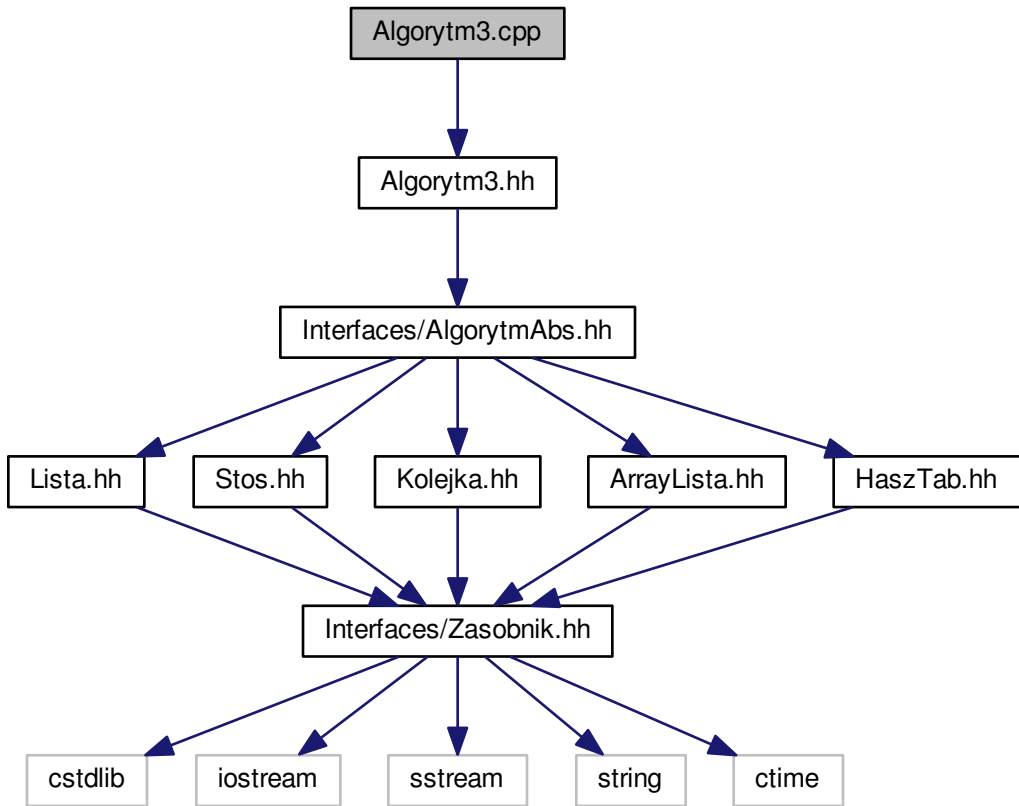 Algorytm3.cpp
Algorytm3.hh
Interfaces/AlgorytmAbs.hh
Lista.hh
Stos.hh
Kolejka.hh
ArrayLista.hh
HaszTab.hh
Interfaces/Zasobnik.hh
cstdlib
iostream
sstream
string
ctime